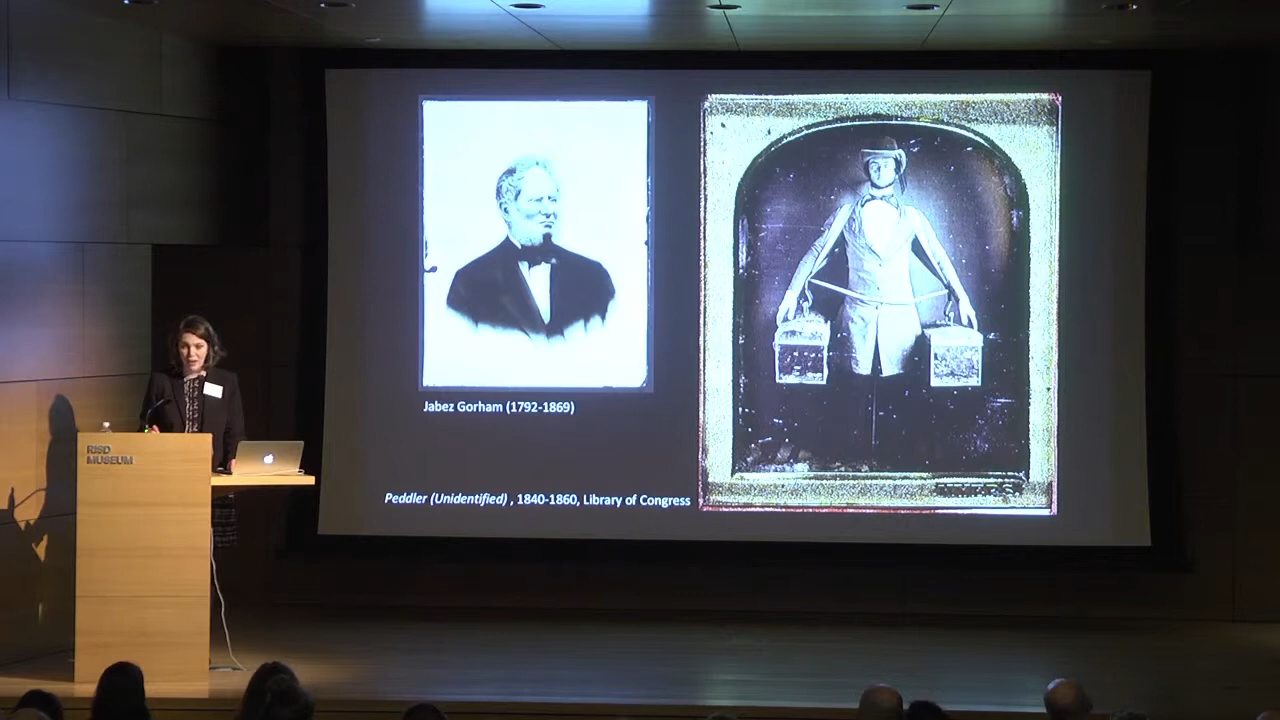 RISD
MUSEUM
Jabez Gorham (1792-1869)
Peddler (Unidentified) , 1840-1860, Library of Congress